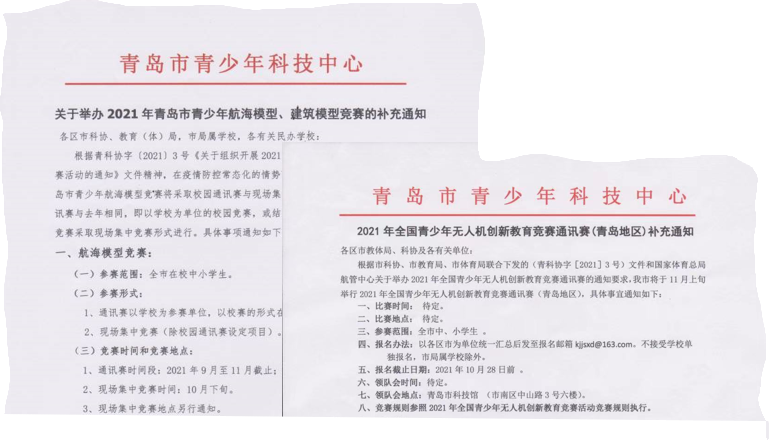 青岛市青少年科技中心
关于举办 2021 年青岛市青少年航海模型、建筑模型竞赛的补充通知
各区市科协、教育（体）局，市局属学校，各有关民办学校：
根据青科协字〔2021〕3 号《关于组织开展 2021
赛活动的通知》文件精神，在疫情防控常态化的情势
岛市青少年航海模型竞赛将采取校园通讯赛与现场集
讯赛与去年相同，即以学校为单位的校园竞赛，或结
竞赛采取现场集中竞赛形式进行。具体事项通知如下
一、航海模型竞赛：
（一）参赛范围：全市在校中小学生。
（二）参赛形式：
1、通讯赛以学校为参赛单位，以校赛的形式在
2、现场集中竞赛（除校园通讯赛设定项目）。
（三）竞赛时间和竞赛地点：
1、通讯赛时间段：2021 年 9 月至 11 月截止；
2、现场集中竞赛时间：10 月下旬。
3、现场集中竞赛地点另行通知。
青岛市青少年科技中心
2021 年全国青少年无人机创新教育竞赛通讯赛（青岛地区）补充通知
各区市教体局、科协及各有关单位：
根据市科协、市教育局、市体育局联合下发的（青科协字［2021］3 号）文件和国家体育总局
航管中心关于举办 2021 年全国青少年无人机创新教育竞赛通讯赛的通知要求，我市将于 11 月上旬
举行 2021 年全国青少年无人机创新教育竞赛通讯赛（青岛地区），具体事宜通知如下：
一、比赛时间： 待定。
二、比赛地点： 待定。
三、参赛范围：全市中、小学生 。
四、报名办法：以各区市为单位统一汇总后发至报名邮箱 kjjsxd@163.com。不接受学校单
独报名，市局属学校除外。
五、报名截止日期：2021 年 10 月 28 日前 。
六、领队会时间：待定。
七、领队会地点：青岛市科技馆 （市南区中山路 3 号六楼）。
八、竞赛规则参照 2021 年全国青少年无人机创新教育竞赛活动竞赛规则执行。